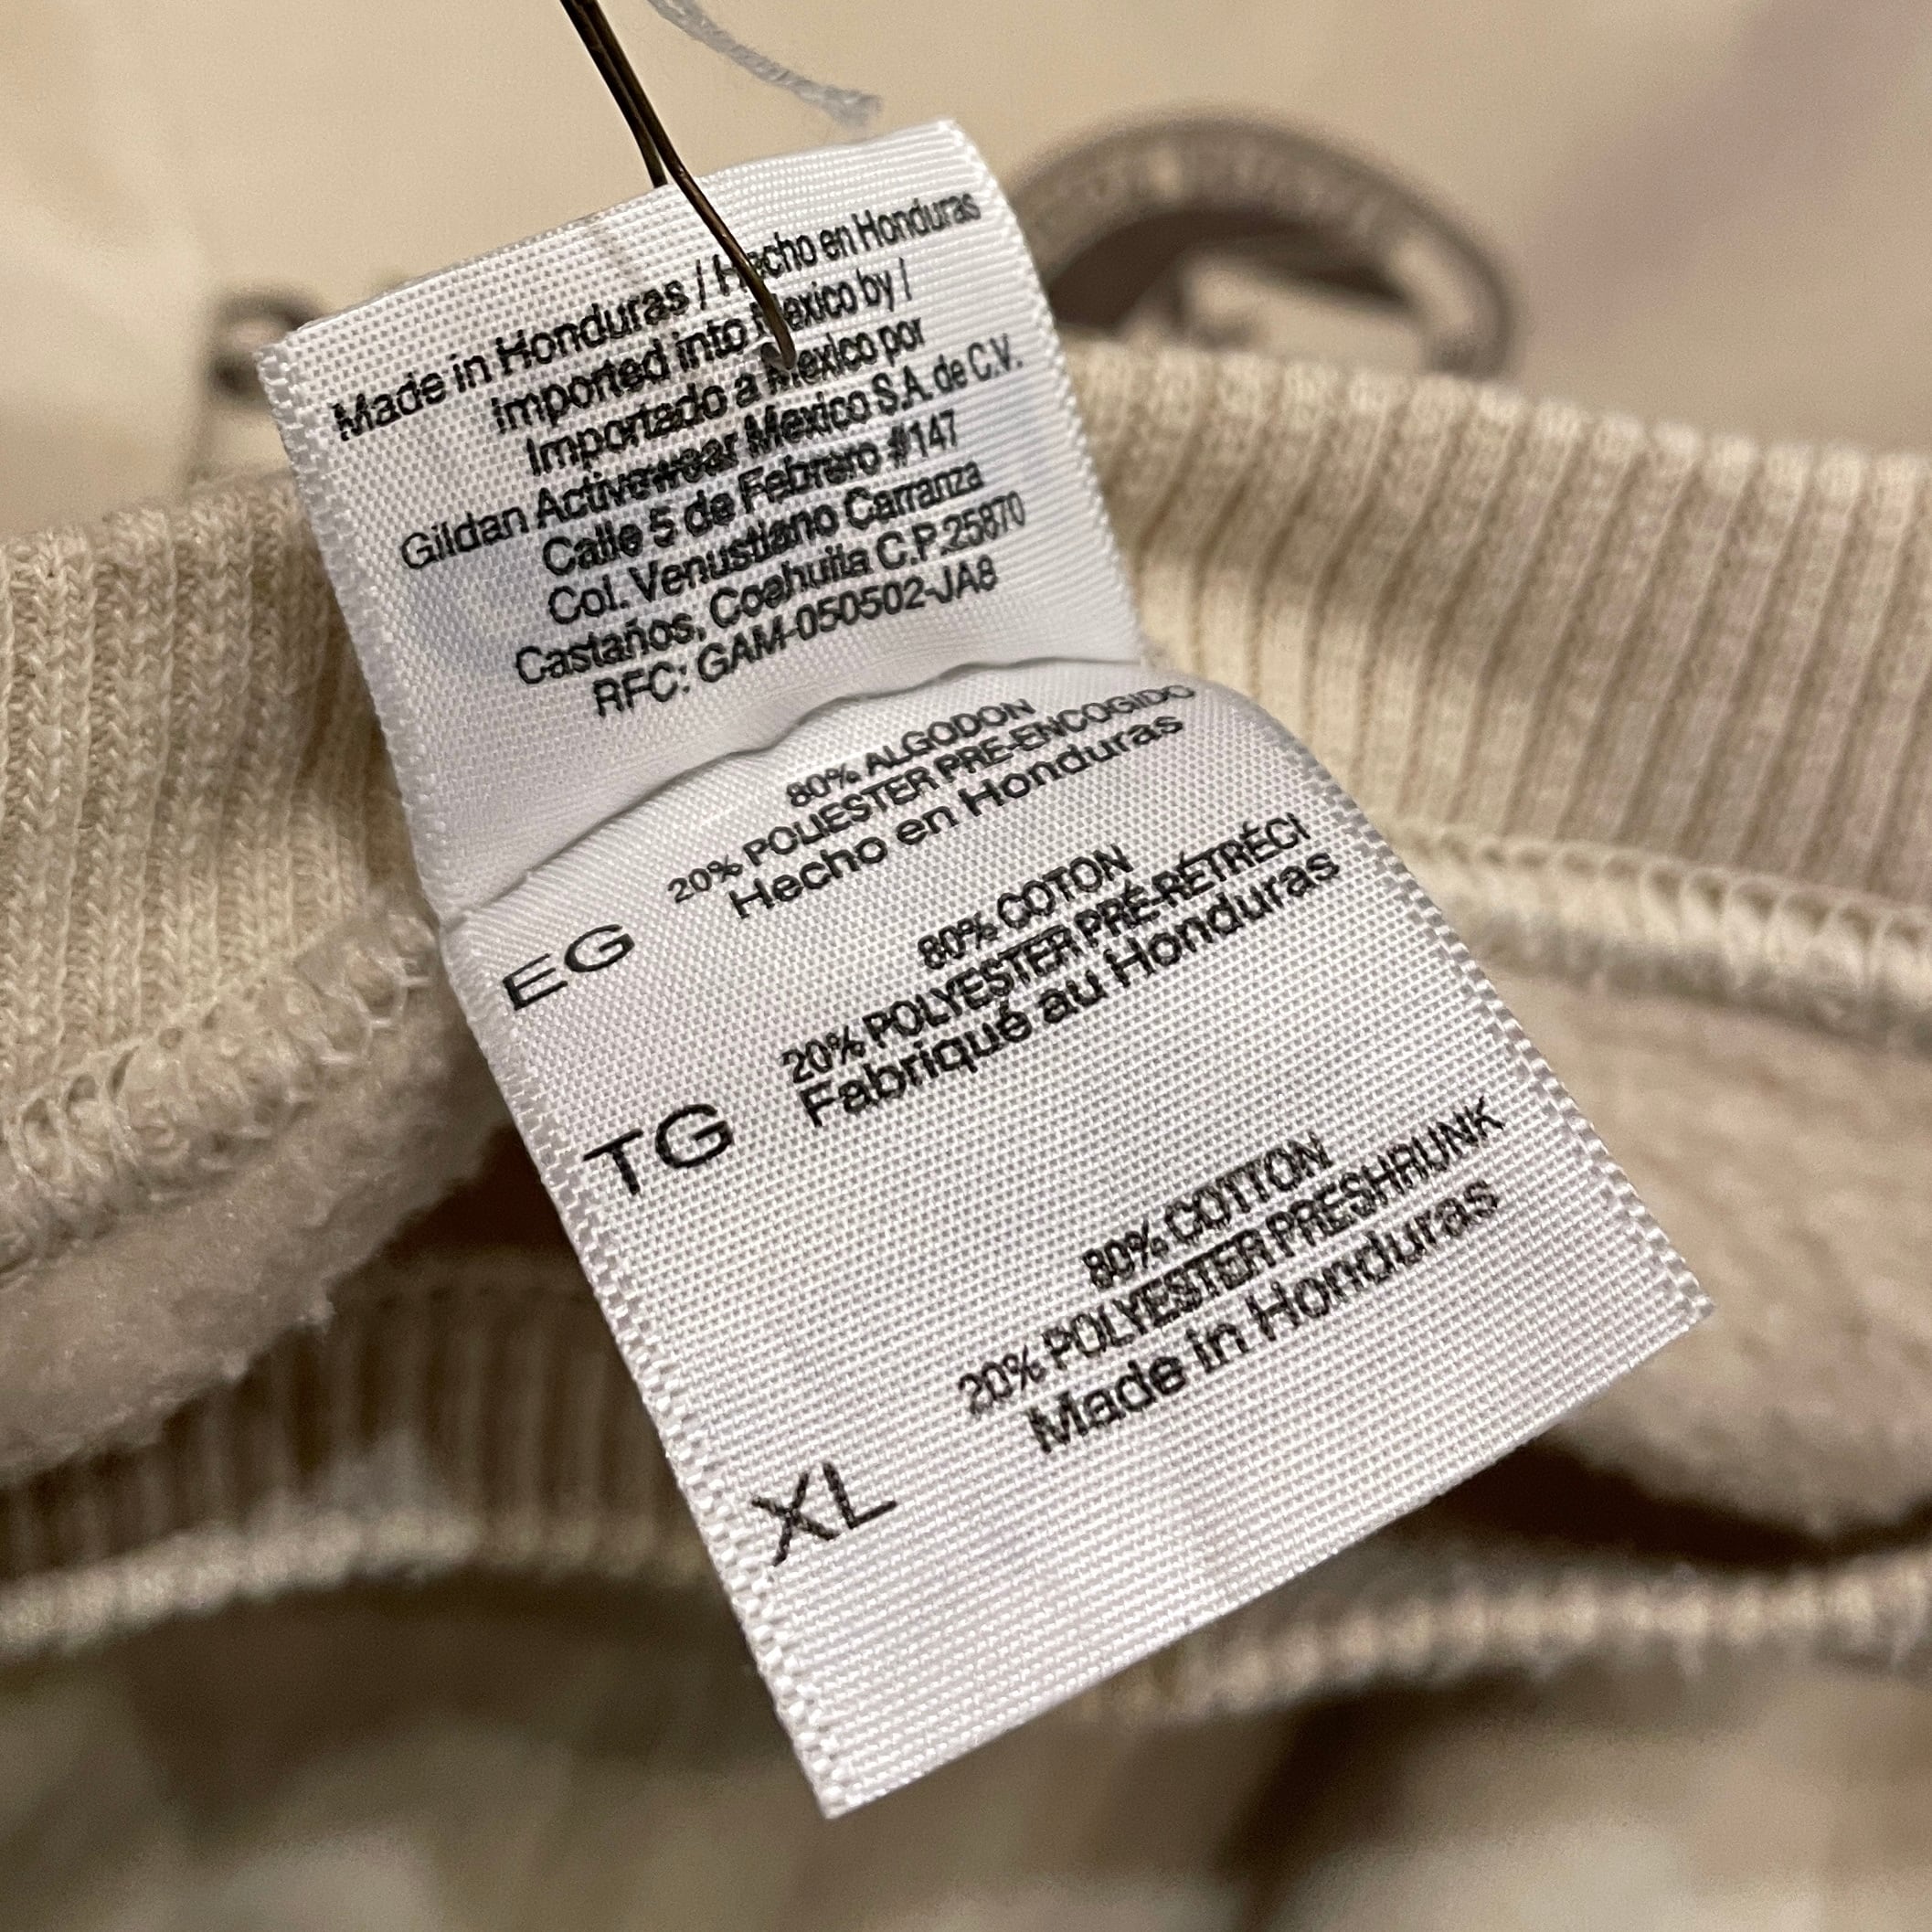 Made in Honduras / Hecho en Honduras
Imported into Mexico by /
Importado a Mexico por
Gildan Activewear Mexico S.A. de C.V.
Calle 5 de Febrero #147
Col. Venustiano Carranza
Castaños, Coahuila C.P.25870
RFC: GAM-050502-JA8
80% ALGODON
20% POLIESTER PRE-ENCOGIDO
Hecho en Honduras
EG
80% COTON
20% POLYESTER PRÉ-RÉTRÉCI
Fabriqué au Honduras
TG
80% COTTON
20% POLYESTER PRESHRUNK
Made in Honduras
XL